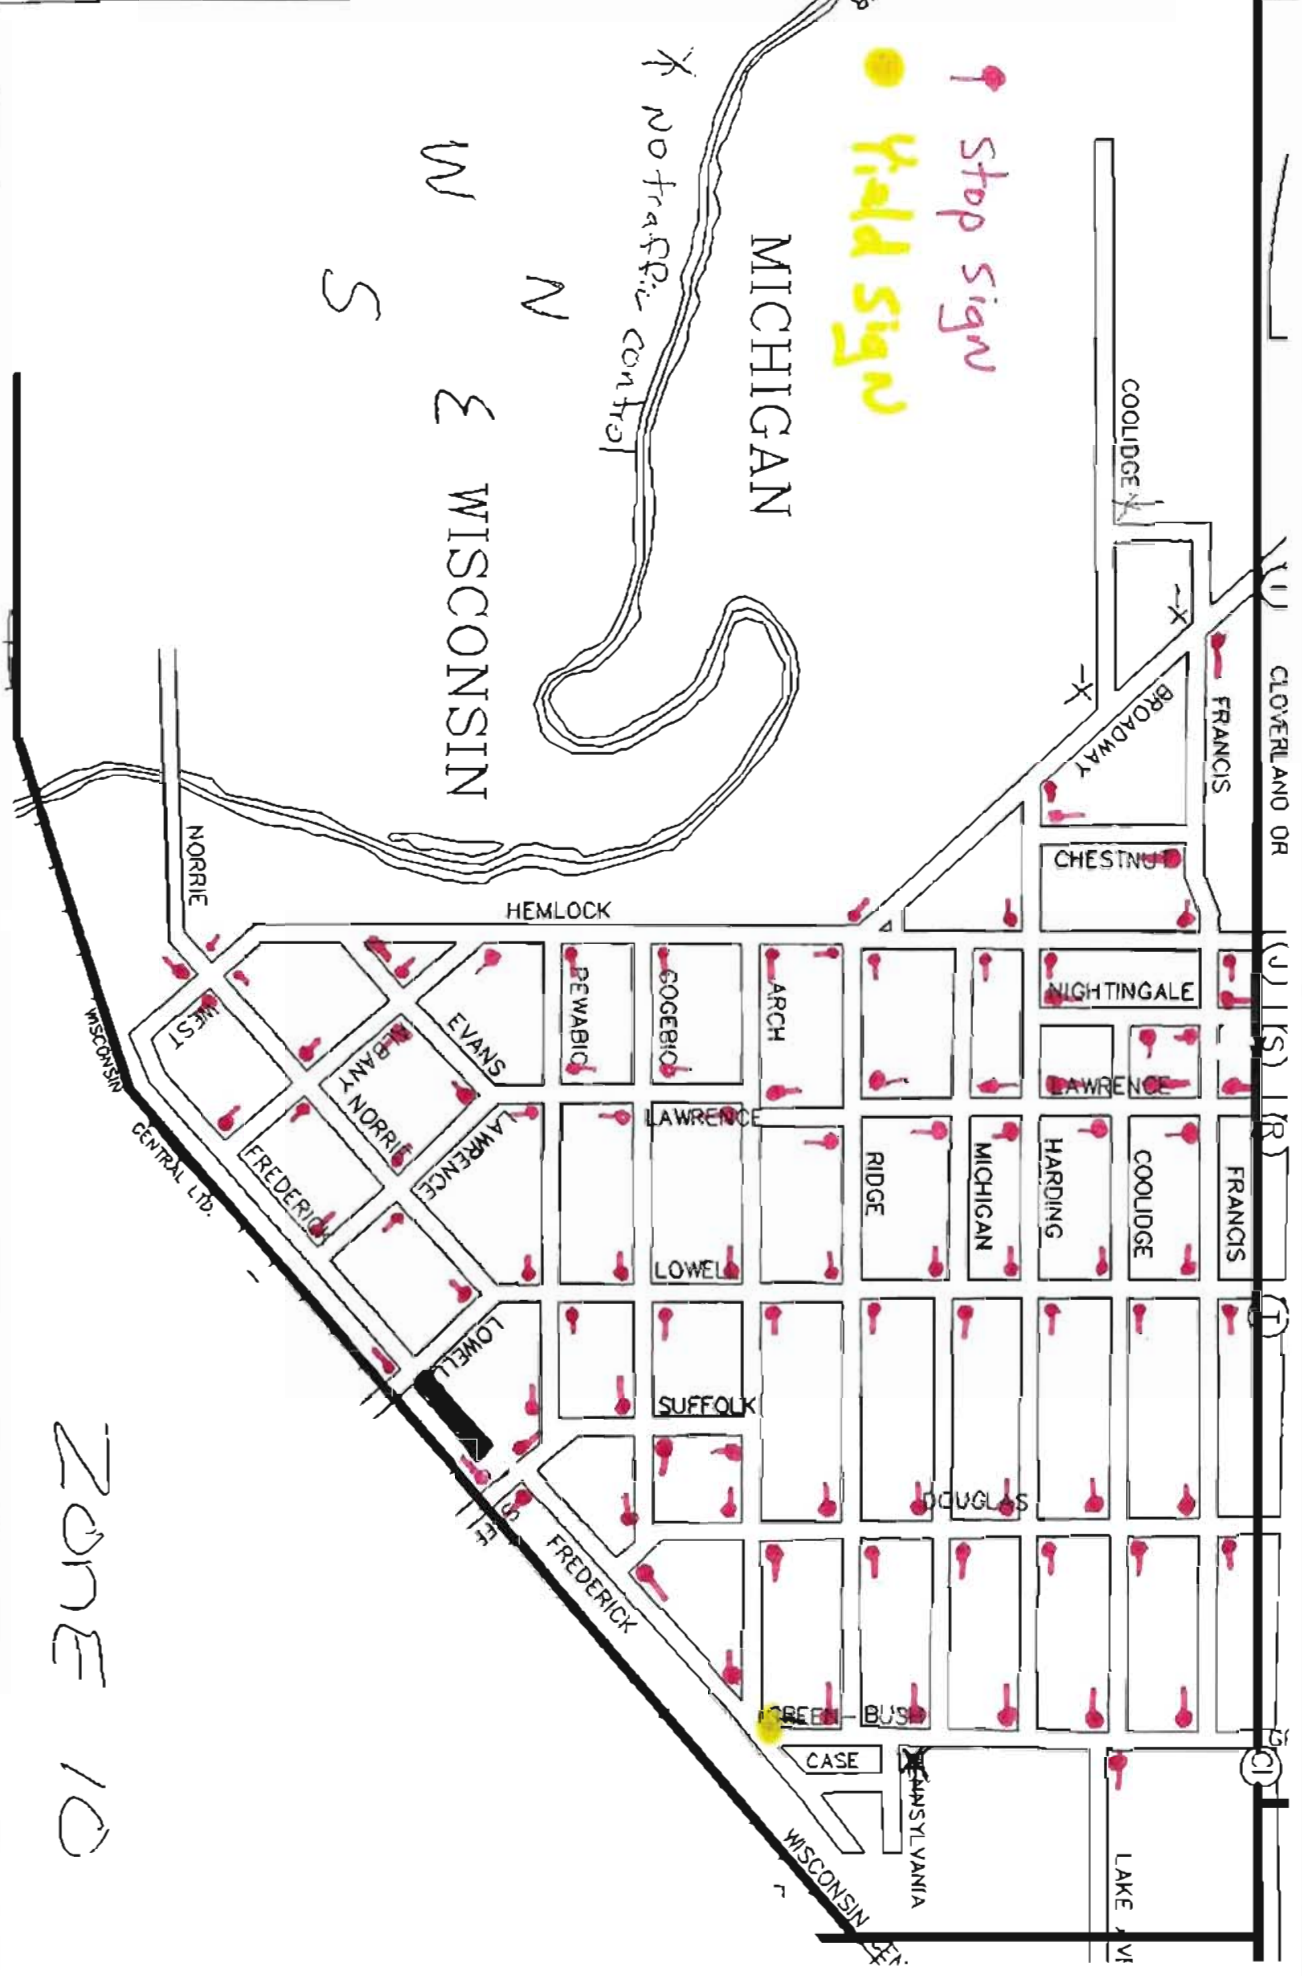 Stop sign
Yield sign
* No traffic control
MICHIGAN
WISCONSIN
N
W E
S
COOLIDGE
BROADWAY
FRANCIS
CLOVERLAND DR
CHESTNUT
HEMLOCK
NORRIE
WEST
ALBANY
NORRIE
EVANS
PEWABIC
GOGEBIC
ARCH
NIGHTINGALE
LAWRENCE
LAWRENCE
LAWRENCE
FREDERICK
RIDGE
MICHIGAN
HARDING
COOLIDGE
FRANCIS
LOWELL
LOWELL
SUFFOLK
DOUGLAS
FREDERICK
GREEN-BUSH
CASE
LAKE
WISCONSIN
WISCONSIN
CENTRAL LTD.
ZONE 10